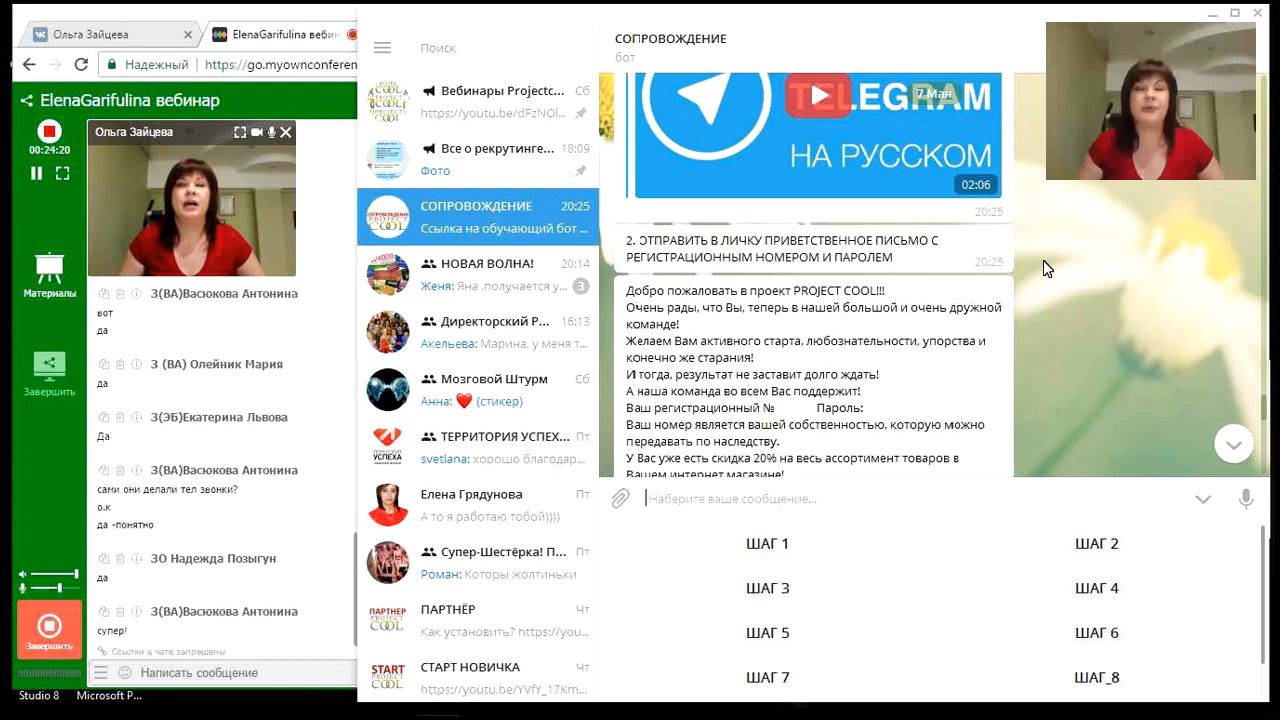 Ольга Зайцева
ElenaGarifulina веби
Надежный
https://go.myownconferen
ElenaGarifulina вебинар
00:24:20
Материалы
Завершить
Завершить
Ольга Зайцева
З(ВА)Васюкова Антонина
вот
да
З (ВА) Олейник Мария
да
З(ЭБ)Екатерина Львова
Да
З(ВА)Васюкова Антонина
сами они делали тел звонки?
о.к
да -понятно
ЗО Надежда Позыгун
да
З(ВА)Васюкова Антонина
супер!
Ссылки в чате запрещены
Написать сообщение
Studio 8
Microsoft P...
Поиск
Вебинары Projectc... Сб
https://youtu.be/dFzNOl...
Все о рекрутинге... 18:09
Фото
СОПРОВОЖДЕНИЕ 20:25
Ссылка на обучающий бот ...
НОВАЯ ВОЛНА! 20:14
Женя: Яна ,получается у... 3
Директорский Р... 16:13
Акельева: Марина, у меня т...
Мозговой Штурм Сб
Анна: ❤️ (стикер)
ТЕРРИТОРИЯ УСПЕХ... Пт
svetlana: хорошо благодар...
Елена Грядунова Пт
А то я работаю тобой))))
Супер-Шестёрка! П... Пт
Роман: Которы жолтиньки
ПАРТНЁР Чт
Как установить? https://you...
СТАРТ НОВИЧКА Чт
https://youtu.be/YVfY_17Km...
СОПРОВОЖДЕНИЕ
бот
TELEGRAM
7 Мая
НА РУССКОМ
02:06
20:25
2. ОТПРАВИТЬ В ЛИЧКУ ПРИВЕТСТВЕННОЕ ПИСЬМО С
РЕГИСТРАЦИОННЫМ НОМЕРОМ И ПАРОЛЕМ
20:25
Добро пожаловать в проект PROJECT COOL!!!
Очень рады, что Вы, теперь в нашей большой и очень дружной
команде!
Желаем Вам активного старта, любознательности, упорства и
конечно же старания!
И тогда, результат не заставит долго ждать!
А наша команда во всем Вас поддержит!
Ваш регистрационный № Пароль:
Ваш номер является вашей собственностью, которую можно
передавать по наследству.
У Вас уже есть скидка 20% на весь ассортимент товаров в
Вашем интернет магазине!
Наберите ваше сообщение...
ШАГ 1 ШАГ 2
ШАГ 3 ШАГ 4
ШАГ 5 ШАГ 6
ШАГ 7 ШАГ_8